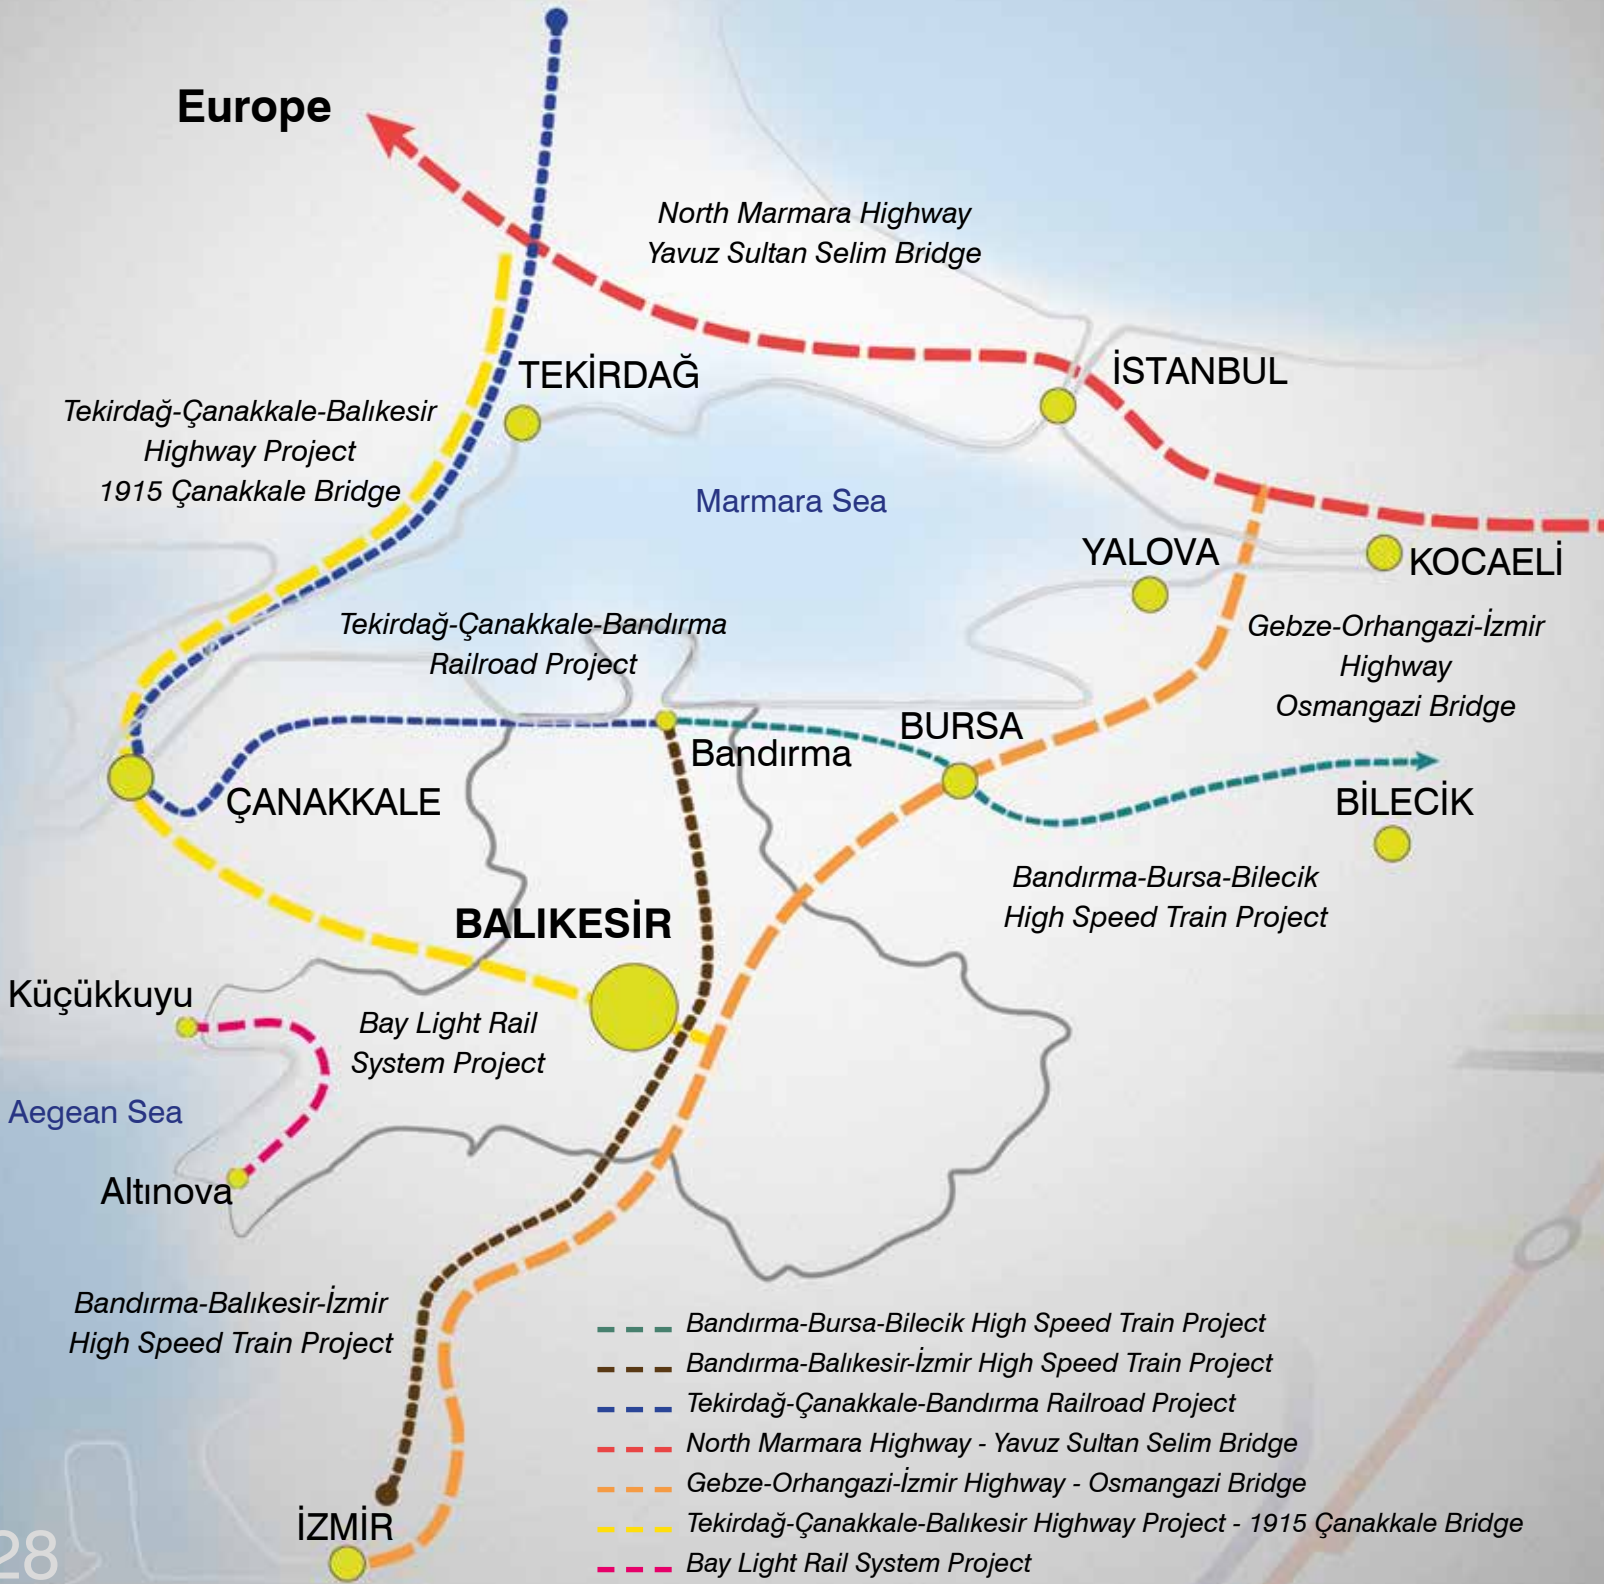 Europe
North Marmara Highway
Yavuz Sultan Selim Bridge
TEKİRDAĞ
İSTANBUL
Tekirdağ-Çanakkale-Balıkesir
Highway Project
1915 Çanakkale Bridge
Marmara Sea
YALOVA
KOCAELİ
Tekirdağ-Çanakkale-Bandırma
Railroad Project
Gebze-Orhangazi-İzmir
Highway
Osmangazi Bridge
BURSA
Bandırma
ÇANAKKALE
BİLECİK
Bandırma-Bursa-Bilecik
High Speed Train Project
BALIKESİR
Küçükkuyu
Bay Light Rail
System Project
Aegean Sea
Altınova
Bandırma-Balıkesir-İzmir
High Speed Train Project
Bandırma-Bursa-Bilecik High Speed Train Project
Bandırma-Balıkesir-İzmir High Speed Train Project
Tekirdağ-Çanakkale-Bandırma Railroad Project
North Marmara Highway - Yavuz Sultan Selim Bridge
Gebze-Orhangazi-İzmir Highway - Osmangazi Bridge
Tekirdağ-Çanakkale-Balıkesir Highway Project - 1915 Çanakkale Bridge
Bay Light Rail System Project
İZMİR
28